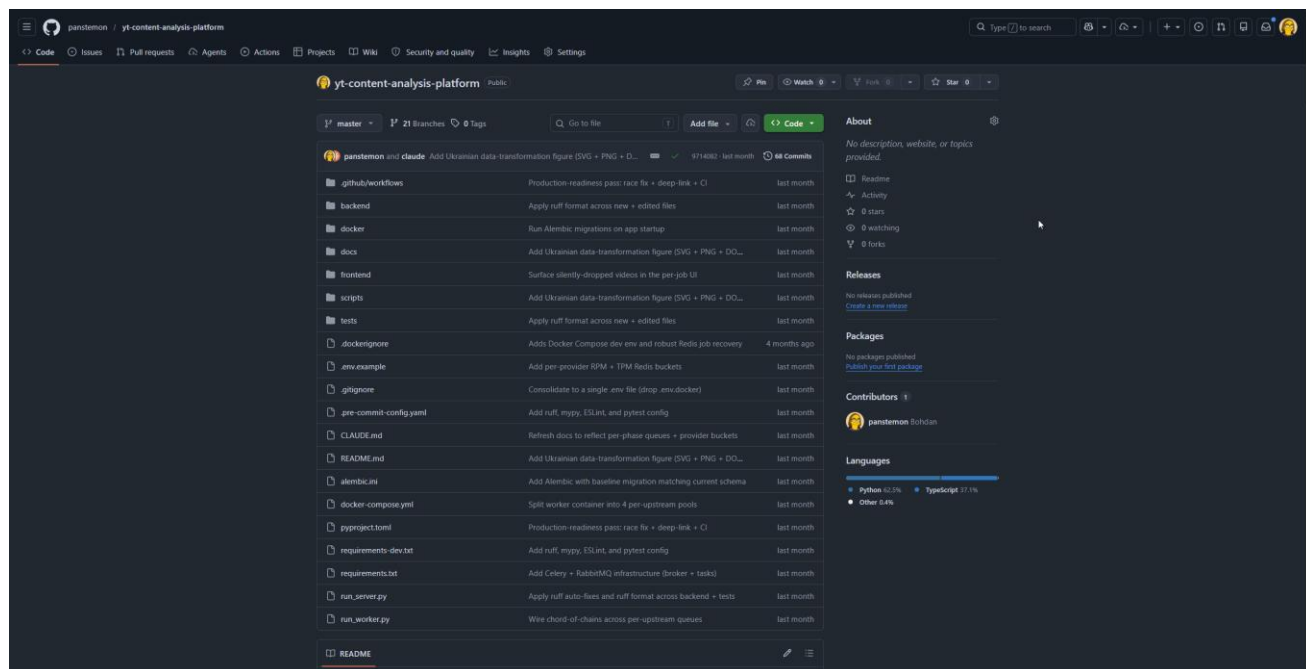 panstemon / yt-content-analysis-platform
Type / to search
Code Issues Pull requests Agents Actions Projects Wiki Security and quality Insights Settings
yt-content-analysis-platform Public
Pin Watch 0 Fork 0 Star 0
master 21 Branches 0 Tags Go to file t Add file Code
panstemon and claude Add Ukrainian data-transformation figure (SVG + PNG + D... 9714082 · last month 68 Commits
.github/workflows Production-readiness pass: race fix + deep-link + CI last month
backend Apply ruff format across new + edited files last month
docker Run Alembic migrations on app startup last month
docs Add Ukrainian data-transformation figure (SVG + PNG + DO... last month
frontend Surface silently-dropped videos in the per-job UI last month
scripts Add Ukrainian data-transformation figure (SVG + PNG + DO... last month
tests Apply ruff format across new + edited files last month
.dockerignore Adds Docker Compose dev env and robust Redis job recovery 4 months ago
.env.example Add per-provider RPM + TPM Redis buckets last month
.gitignore Consolidate to a single .env file (drop .env.docker) last month
.pre-commit-config.yaml Add ruff, mypy, ESLint, and pytest config last month
CLAUDE.md Refresh docs to reflect per-phase queues + provider buckets last month
README.md Add Ukrainian data-transformation figure (SVG + PNG + DO... last month
alembic.ini Add Alembic with baseline migration matching current schema last month
docker-compose.yml Split worker container into 4 per-upstream pools last month
pyproject.toml Production-readiness pass: race fix + deep-link + CI last month
requirements-dev.txt Add ruff, mypy, ESLint, and pytest config last month
requirements.txt Add Celery + RabbitMQ infrastructure (broker + tasks) last month
run_server.py Apply ruff auto-fixes and ruff format across backend + tests last month
run_worker.py Wire chord-of-chains across per-upstream queues last month
README
About
No description, website, or topics
provided.
Readme
Activity
0 stars
0 watching
0 forks
Releases
No releases published
Create a new release
Packages
No packages published
Publish your first package
Contributors 1
panstemon Bohdan
Languages
Python 62.5% TypeScript 37.1%
Other 0.4%